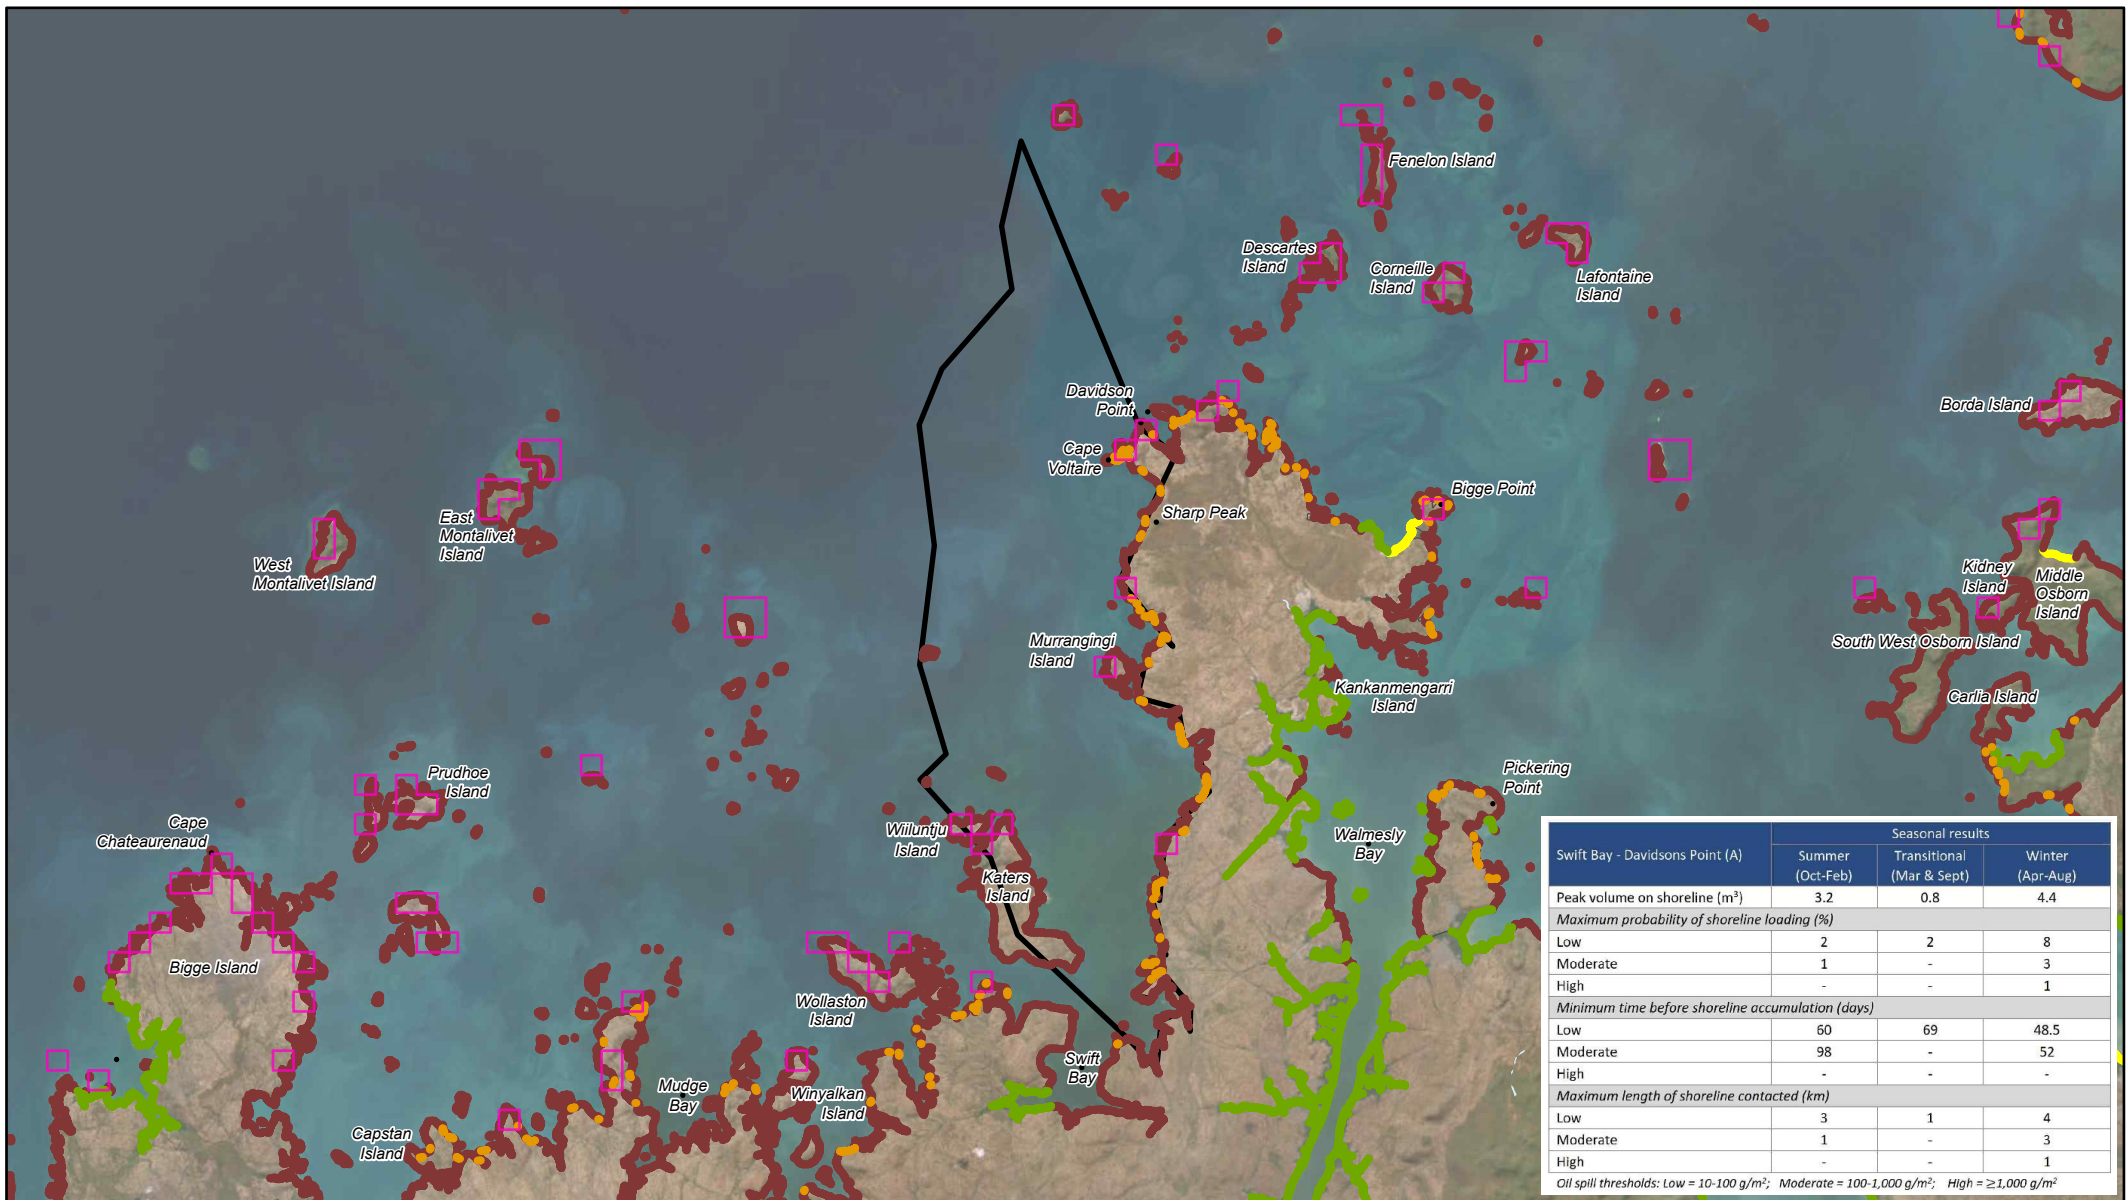 Fenelon Island
Descartes
Island
Corneille
Island
Lafontaine
Island
Davidson
Point
Borda Island
Cape
Voltaire
Bigge Point
Sharp Peak
East
Montalivet
Island
West
Montalivet Island
Kidney
Island
Middle
Osborn
Island
South West Osborn Island
Murrangingi
Island
Kankanmengarri
Island
Carlia Island
Prudhoe
Island
Pickering
Point
Cape
Chateaurenaud
Wiiluntju
Island
Walmesly
Bay
Katers
Island
Bigge Island
Wollaston
Island
Swift
Bay
Mudge
Bay
Winyalkan
Island
Capstan
Island
Swift Bay - Davidsons Point (A) Seasonal results
Summer (Oct-Feb) Transitional (Mar & Sept) Winter (Apr-Aug)
Peak volume on shoreline (m³) 3.2 0.8 4.4
Maximum probability of shoreline loading (%)
Low 2 2 8
Moderate 1 - 3
High - - 1
Minimum time before shoreline accumulation (days)
Low 60 69 48.5
Moderate 98 - 52
High - - -
Maximum length of shoreline contacted (km)
Low 3 1 4
Moderate 1 - 3
High - - 1
Oil spill thresholds: Low = 10-100 g/m²; Moderate = 100-1,000 g/m²; High = ≥1,000 g/m²